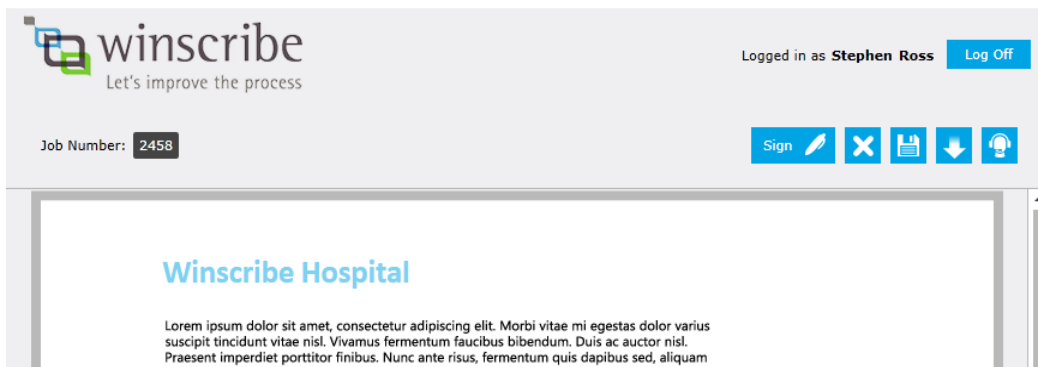 winscribe
Let's improve the process
Logged in as Stephen Ross
Log Off
Job Number: 2458
Sign
Winscribe Hospital
Lorem ipsum dolor sit amet, consectetur adipiscing elit. Morbi vitae mi egestas dolor varius
suscipit tincidunt vitae nisl. Vivamus fermentum faucibus bibendum. Duis ac auctor nisl.
Praesent imperdiet porttitor finibus. Nunc ante risus, fermentum quis dapibus sed, aliquam